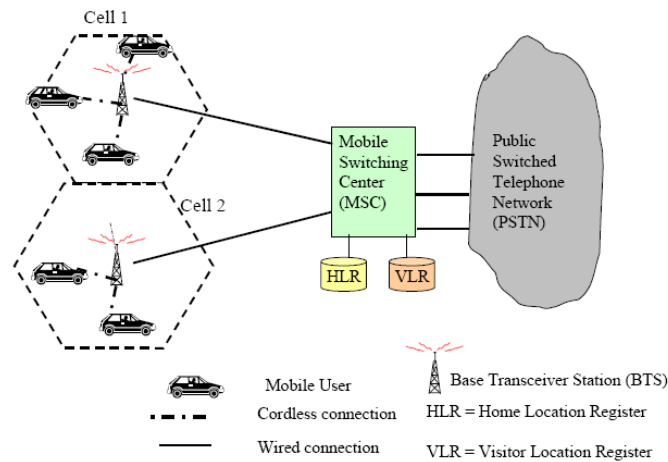 Cell 1
Mobile
Switching
Center
(MSC)
Public
Switched
Telephone
Network
(PSTN)
Cell 2
HLR
VLR
Mobile User
Base Transceiver Station (BTS)
Cordless connection
HLR = Home Location Register
Wired connection
VLR = Visitor Location Register